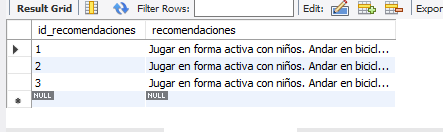 Result Grid Filter Rows: Edit: Expor
id_recomendaciones recomendaciones
1 Jugar en forma activa con niños. Andar en bicicl...
2 Jugar en forma activa con niños. Andar en bicicl...
3 Jugar en forma activa con niños. Andar en bicicl...
NULL NULL